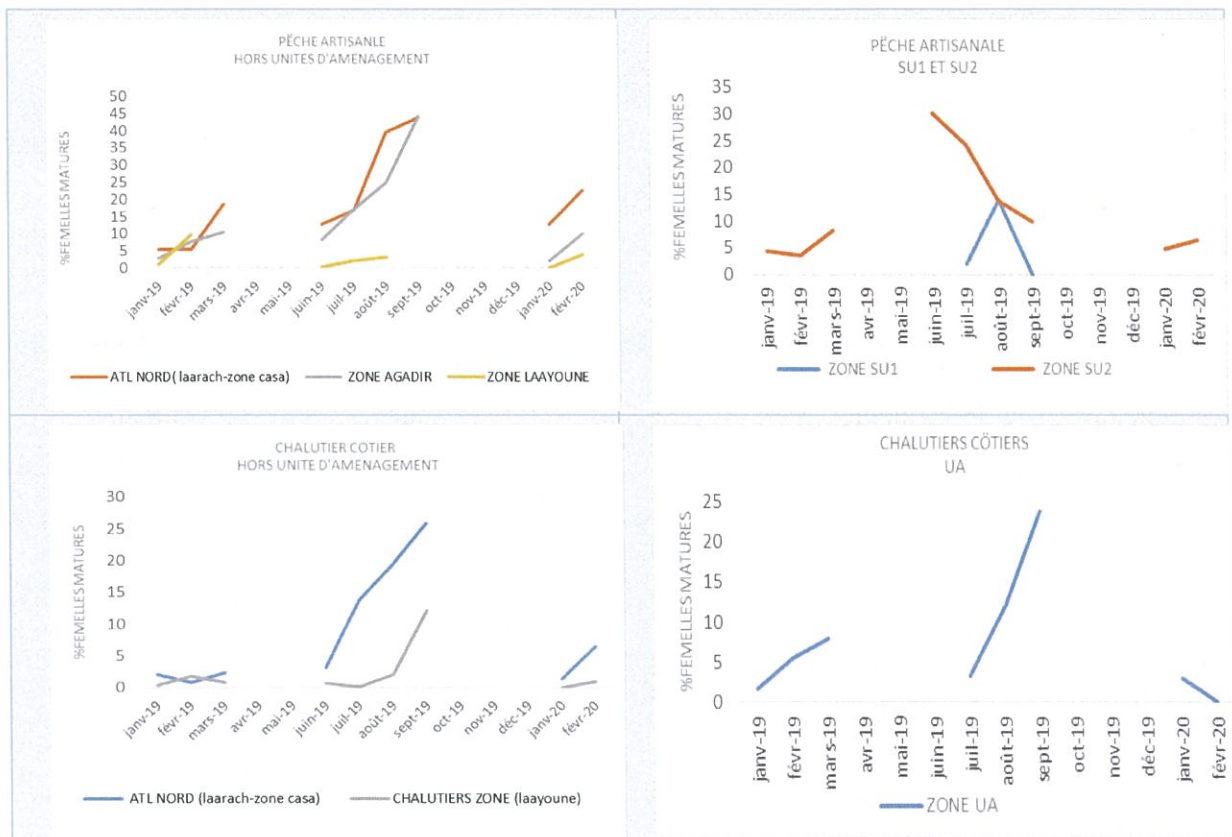 PËCHE ARTISANLE
HORS UNITES D'AMENAGEMENT
%FEMELLES MATURES
50
45
40
35
30
25
20
15
10
5
0
janv-19
févr-19
mars-19
avr-19
mai-19
juin-19
juil-19
août-19
sept-19
oct-19
nov-19
déc-19
janv-20
févr-20
ATL NORD( laarach-zone casa)
ZONE AGADIR
ZONE LAAYOUNE
PËCHE ARTISANALE
SU1 ET SU2
%FEMELLES MATURES
35
30
25
20
15
10
5
0
janv-19
févr-19
mars-19
avr-19
mai-19
juin-19
juil-19
août-19
sept-19
oct-19
nov-19
déc-19
janv-20
févr-20
ZONE SU1
ZONE SU2
CHALUTIER COTIER
HORS UNITE D'AMENAGEMENT
%FEMELLES MATURES
30
25
20
15
10
5
0
janv-19
févr-19
mars-19
avr-19
mai-19
juin-19
juil-19
août-19
sept-19
oct-19
nov-19
déc-19
janv-20
févr-20
ATL NORD (laarach-zone casa)
CHALUTIERS ZONE (laayoune)
CHALUTIERS CÖTIERS
UA
%FEMELLES MATURES
25
20
15
10
5
0
janv-19
févr-19
mars-19
avr-19
mai-19
juin-19
juil-19
août-19
sept-19
oct-19
nov-19
déc-19
janv-20
févr-20
ZONE UA